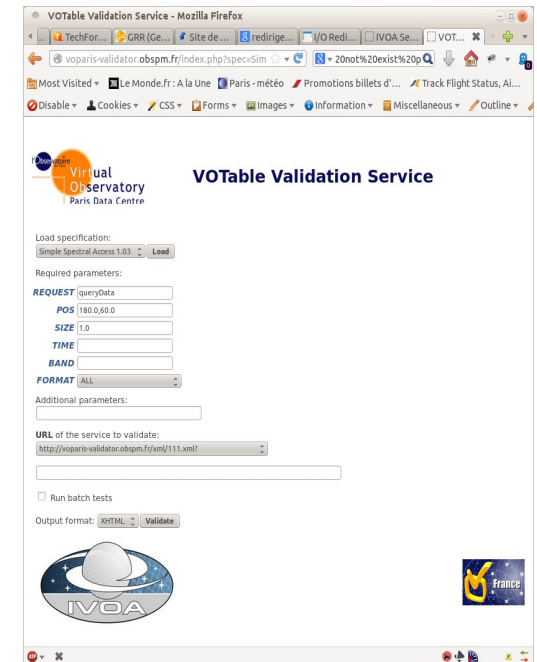 VOTable Validation Service - Mozilla Firefox
TechFor... GRR (Ge... Site de ... redirige... I/O Redi... IVOA Se... VOT...
voparis-validator.obspm.fr/index.php?spec=Sim 20not%20exist%20p
Most Visited Le Monde.fr : A la Une Paris - météo Promotions billets d'... Track Flight Status, Ai...
Disable Cookies CSS Forms Images Information Miscellaneous Outline
Virtual
Observatory
Paris Data Centre
VOTable Validation Service
Load specification:
Simple Spectral Access 1.03 Load
Required parameters:
REQUEST queryData
POS 180.0,60.0
SIZE 1.0
TIME
BAND
FORMAT ALL
Additional parameters:
URL of the service to validate:
http://voparis-validator.obspm.fr/xml/111.xml?
Run batch tests
Output format: XHTML Validate
IVOA
France